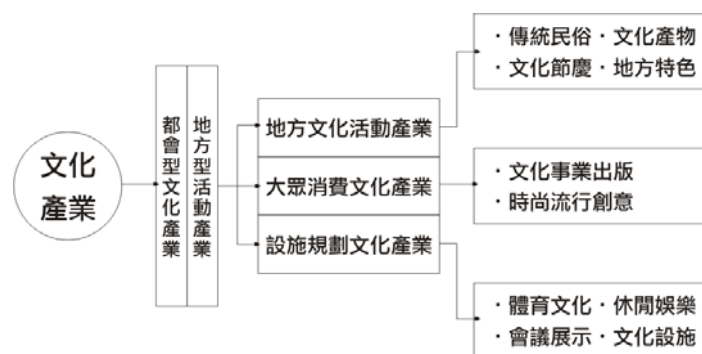 文化
產業
都會型文化產業
地方型活動產業
地方文化活動產業
大眾消費文化產業
設施規劃文化產業
・傳統民俗・文化產物
・文化節慶・地方特色
・文化事業出版
・時尚流行創意
・體育文化・休閒娛樂
・會議展示・文化設施